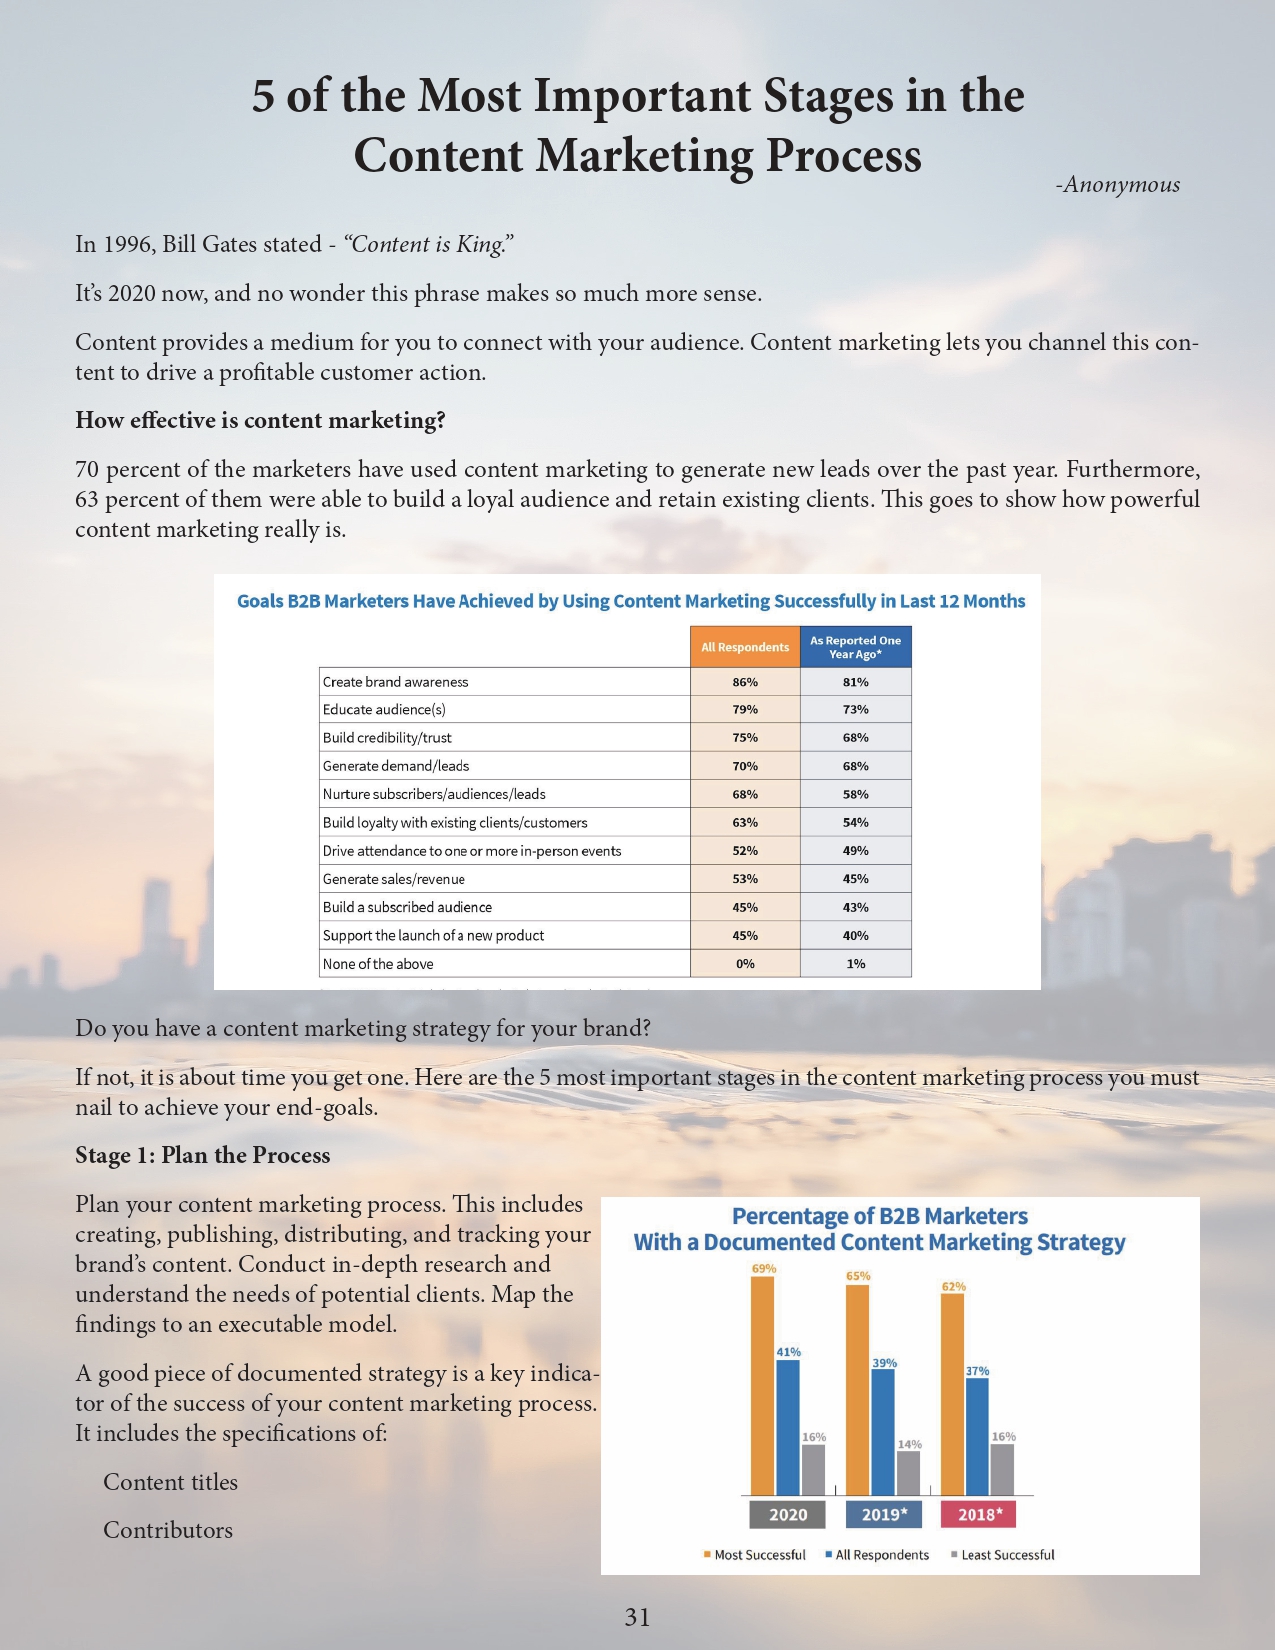 5 of the Most Important Stages in the
Content Marketing Process
-Anonymous
In 1996, Bill Gates stated - “Content is King.”
It’s 2020 now, and no wonder this phrase makes so much more sense.
Content provides a medium for you to connect with your audience. Content marketing lets you channel this con-
tent to drive a profitable customer action.
How effective is content marketing?
70 percent of the marketers have used content marketing to generate new leads over the past year. Furthermore,
63 percent of them were able to build a loyal audience and retain existing clients. This goes to show how powerful
content marketing really is.
Goals B2B Marketers Have Achieved by Using Content Marketing Successfully in Last 12 Months
All Respondents As Reported One
Year Ago*
Create brand awareness 86% 81%
Educate audience(s) 79% 73%
Build credibility/trust 75% 68%
Generate demand/leads 70% 68%
Nurture subscribers/audiences/leads 68% 58%
Build loyalty with existing clients/customers 63% 54%
Drive attendance to one or more in-person events 52% 49%
Generate sales/revenue 53% 45%
Build a subscribed audience 45% 43%
Support the launch of a new product 45% 40%
None of the above 0% 1%
Do you have a content marketing strategy for your brand?
If not, it is about time you get one. Here are the 5 most important stages in the content marketing process you must
nail to achieve your end-goals.
Stage 1: Plan the Process
Plan your content marketing process. This includes
creating, publishing, distributing, and tracking your
brand’s content. Conduct in-depth research and
understand the needs of potential clients. Map the
findings to an executable model.
A good piece of documented strategy is a key indica-
tor of the success of your content marketing process.
It includes the specifications of:
Content titles
Contributors
Percentage of B2B Marketers
With a Documented Content Marketing Strategy
69% 65% 62%
41% 39% 37%
16% 14% 16%
2020 2019* 2018*
Most Successful All Respondents Least Successful
31